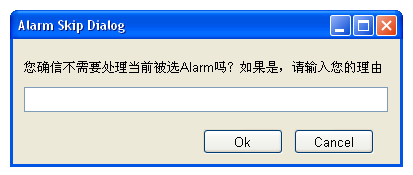 Alarm Skip Dialog
您确信不需要处理当前被选Alarm吗？如果是，请输入您的理由
Ok
Cancel